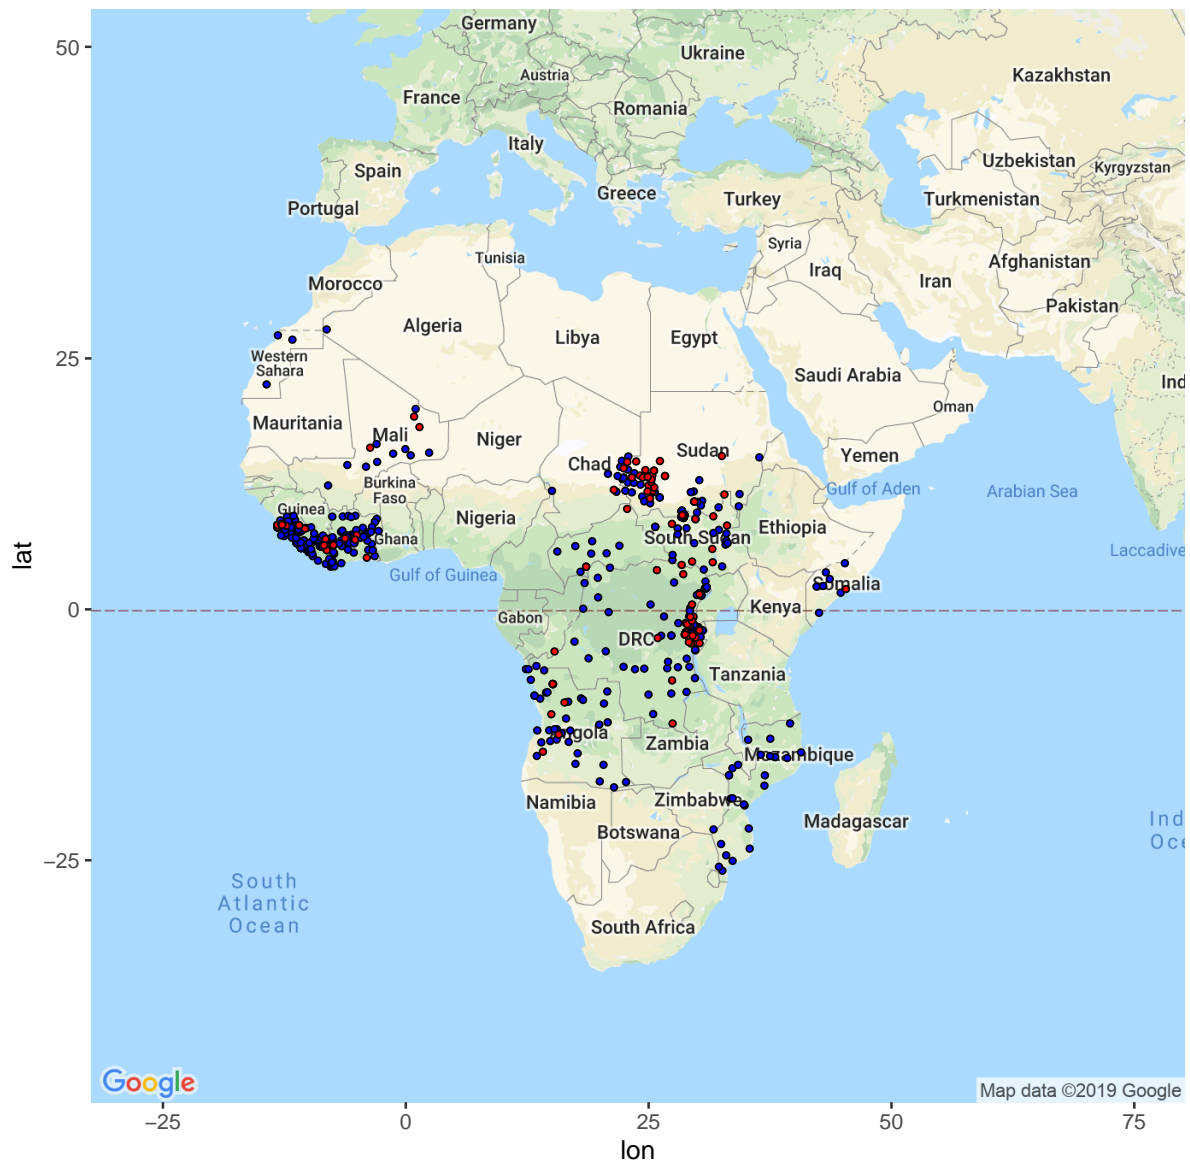 Germany
50
Ukraine
Kazakhstan
Austria
France
Romania
Italy
Uzbekistan
Kyrgyzstan
Spain
Greece
Turkey
Turkmenistan
Portugal
Syria
Tunisia
Afghanistan
Iraq
Iran
Morocco
Pakistan
Algeria
Libya
Egypt
25
Western
Sahara
Saudi Arabia
Ind
Oman
Mauritania
Mali
Niger
Sudan
Yemen
Chad
Burkina
Faso
Gulf of Aden
Arabian Sea
Guinea
Nigeria
Ethiopia
Ghana
South Sudan
Laccadive
Gulf of Guinea
Somalia
lat
0
Kenya
Gabon
DRC
Tanzania
Angola
Zambia
Mozambique
Namibia
Zimbabwe
Madagascar
Botswana
Ind
Oce
−25
South
Atlantic
Ocean
South Africa
Google
Map data ©2019 Google
−25
0
25
50
75
lon